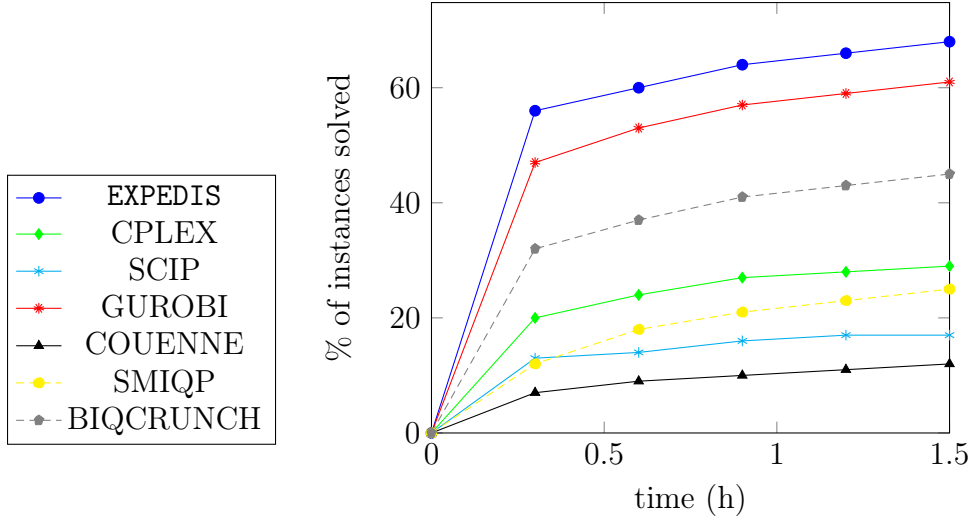 EXPEDIS
CPLEX
SCIP
GUROBI
COUENNE
SMIQP
BIQCRUNCH
% of instances solved
60
40
20
0
0
0.5
1
1.5
time (h)